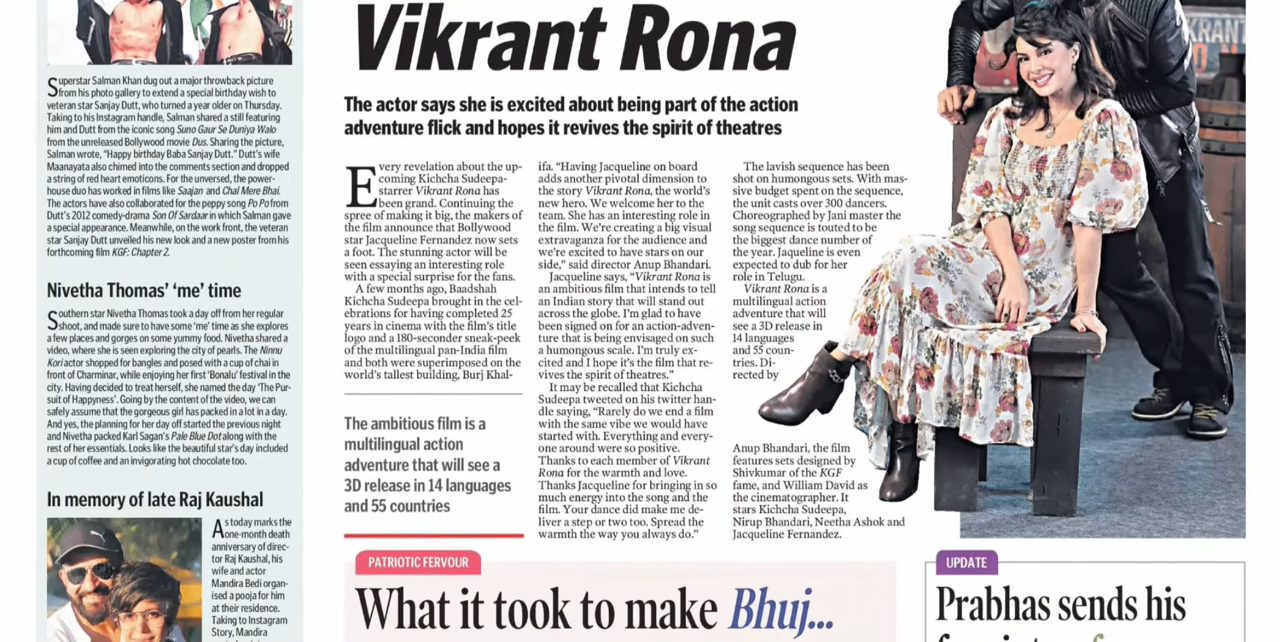 Superstar Salman Khan dug out a major throwback picture
from his photo gallery to extend a special birthday wish to
veteran star Sanjay Dutt, who turned a year older on Thursday.
Taking to his Instagram handle, Salman shared a still featuring
him and Dutt from the iconic song Suno Gaur Se Duniya Walo
from the unreleased Bollywood movie Dus. Sharing the picture,
Salman wrote, “Happy birthday Baba Sanjay Dutt.” Dutt's wife
Maanayata also chimed into the comments section and dropped
a string of red heart emoticons. For the unversed, the power-
house duo has worked in films like Saajan and Chal Mere Bhai.
The actors have also collaborated for the peppy song Po Po from
Dutt's 2012 comedy-drama Son Of Sardaar in which Salman gave
a special appearance. Meanwhile, on the work front, the veteran
star Sanjay Dutt unveiled his new look and a new poster from his
forthcoming film KGF: Chapter 2.
Nivetha Thomas’ ‘me’ time
Southern star Nivetha Thomas took a day off from her regular
shoot, and made sure to have some ‘me’ time as she explores
a few places and gorges on some yummy food. Nivetha shared a
video, where she is seen exploring the city of pearls. The Ninnu
Kori actor shopped for bangles and posed with a cup of chai in
front of Charminar, while enjoying her first ‘Bonalu’ festival in the
city. Having decided to treat herself, she named the day ‘The Pur-
suit of Happyness’. Going by the content of the video, we can
safely assume that the gorgeous girl has packed in a lot in a day.
And yes, the planning for her day off started the previous night
and Nivetha packed Karl Sagan's Pale Blue Dot along with the
rest of her essentials. Looks like the beautiful star's day included
a cup of coffee and an invigorating hot chocolate too.
In memory of late Raj Kaushal
As today marks the
one-month death
anniversary of direc-
tor Raj Kaushal, his
wife and actor
Mandira Bedi organ-
ised a pooja for him
at their residence.
Taking to Instagram
Story, Mandira
Vikrant Rona
The actor says she is excited about being part of the action
adventure flick and hopes it revives the spirit of theatres
Every revelation about the up-
coming Kichcha Sudeepa-
starrer Vikrant Rona has
been grand. Continuing the
spree of making it big, the makers of
the film announce that Bollywood
star Jacqueline Fernandez now sets
a foot. The stunning actor will be
seen essaying an interesting role
with a special surprise for the fans.
A few months ago, Baadshah
Kichcha Sudeepa brought in the cel-
ebrations for having completed 25
years in cinema with the film's title
logo and a 180-seconder sneak-peek
of the multilingual pan-India film
and both were superimposed on the
world's tallest building, Burj Khal-
The ambitious film is a
multilingual action
adventure that will see a
3D release in 14 languages
and 55 countries
ifa. “Having Jacqueline on board
adds another pivotal dimension to
the story Vikrant Rona, the world's
new hero. We welcome her to the
team. She has an interesting role in
the film. We're creating a big visual
extravaganza for the audience and
we're excited to have stars on our
side,” said director Anup Bhandari.
Jacqueline says, “Vikrant Rona is
an ambitious film that intends to tell
an Indian story that will stand out
across the globe. I'm glad to have
been signed on for an action-adven-
ture that is being envisaged on such
a humongous scale. I'm truly ex-
cited and I hope it's the film that re-
vives the spirit of theatres.”
It may be recalled that Kichcha
Sudeepa tweeted on his twitter han-
dle saying, “Rarely do we end a film
with the same vibe we would have
started with. Everything and every-
one around were so positive.
Thanks to each member of Vikrant
Rona for the warmth and love.
Thanks Jacqueline for bringing in so
much energy into the song and the
film. Your dance did make me de-
liver a step or two too. Spread the
warmth the way you always do.”
The lavish sequence has been
shot on humongous sets. With mas-
sive budget spent on the sequence,
the unit casts over 300 dancers.
Choreographed by Jani master the
song sequence is touted to be
the biggest dance number of
the year. Jaqueline is even
expected to dub for her
role in Telugu.
Vikrant Rona is a
multilingual action
adventure that will
see a 3D release in
14 languages
and 55 coun-
tries. Di-
rected by
Anup Bhandari, the film
features sets designed by
Shivkumar of the KGF
fame, and William David as
the cinematographer. It
stars Kichcha Sudeepa,
Nirup Bhandari, Neetha Ashok and
Jacqueline Fernandez.
PATRIOTIC FERVOUR
What it took to make Bhuj...
UPDATE
Prabhas sends his